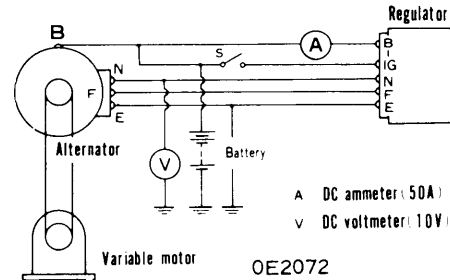 Regulator
B
S
A
B
IG
N
N
F
F
E
E
Alternator
V
Battery
A DC ammeter (50A)
V DC voltmeter (10V)
Variable motor
OE2072